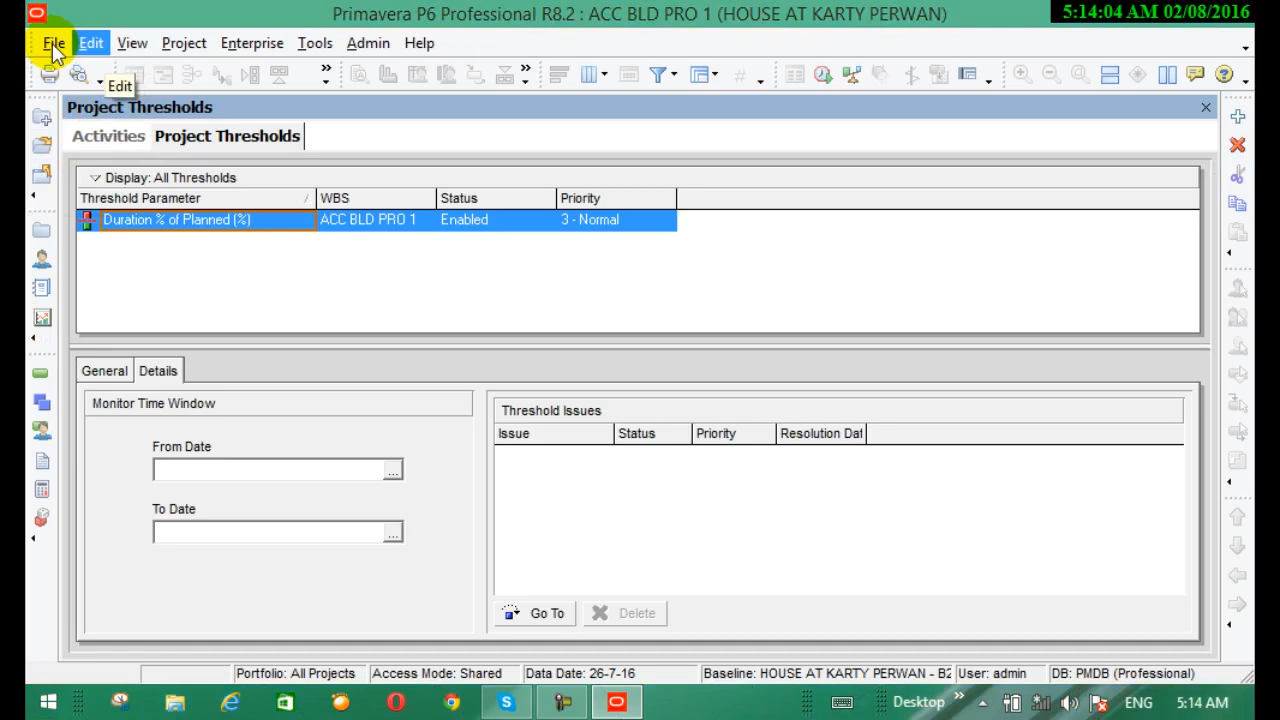 Primavera P6 Professional R8.2 : ACC BLD PRO 1 (HOUSE AT KARTY PERWAN)
5:14:04 AM 02/08/2016
File Edit View Project Enterprise Tools Admin Help
Edit
Project Thresholds
Activities Project Thresholds
Display: All Thresholds
Threshold Parameter WBS Status Priority
Duration % of Planned (%) ACC BLD PRO 1 Enabled 3 - Normal
General Details
Monitor Time Window
From Date
...
To Date
...
Threshold Issues
Issue Status Priority Resolution Dat
Go To Delete
Portfolio: All Projects Access Mode: Shared Data Date: 26-7-16 Baseline: HOUSE AT KARTY PERWAN - B2 User: admin DB: PMDB (Professional)
Desktop ENG 5:14 AM